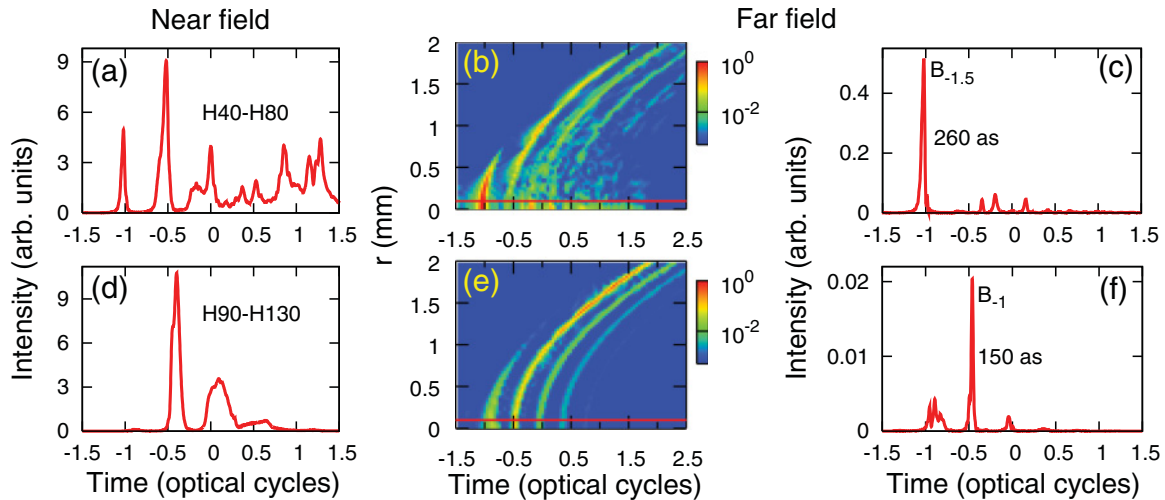 Near field
Far field
(a)
H40-H80
9
6
3
0
-1.5 -1 -0.5 0 0.5 1 1.5
(b)
2
1.5
1
0.5
0
-1.5 -0.5 0.5 1.5 2.5
10^0
10^-2
(c)
B_-1.5
260 as
0.4
0.2
0
-1.5 -1 -0.5 0 0.5 1 1.5
Intensity (arb. units)
r (mm)
Intensity (arb. units)
(d)
H90-H130
9
6
3
0
-1.5 -1 -0.5 0 0.5 1 1.5
Time (optical cycles)
(e)
2
1.5
1
0.5
0
-1.5 -0.5 0.5 1.5 2.5
Time (optical cycles)
10^0
10^-2
(f)
B_-1
150 as
0.02
0.01
0
-1.5 -1 -0.5 0 0.5 1 1.5
Time (optical cycles)